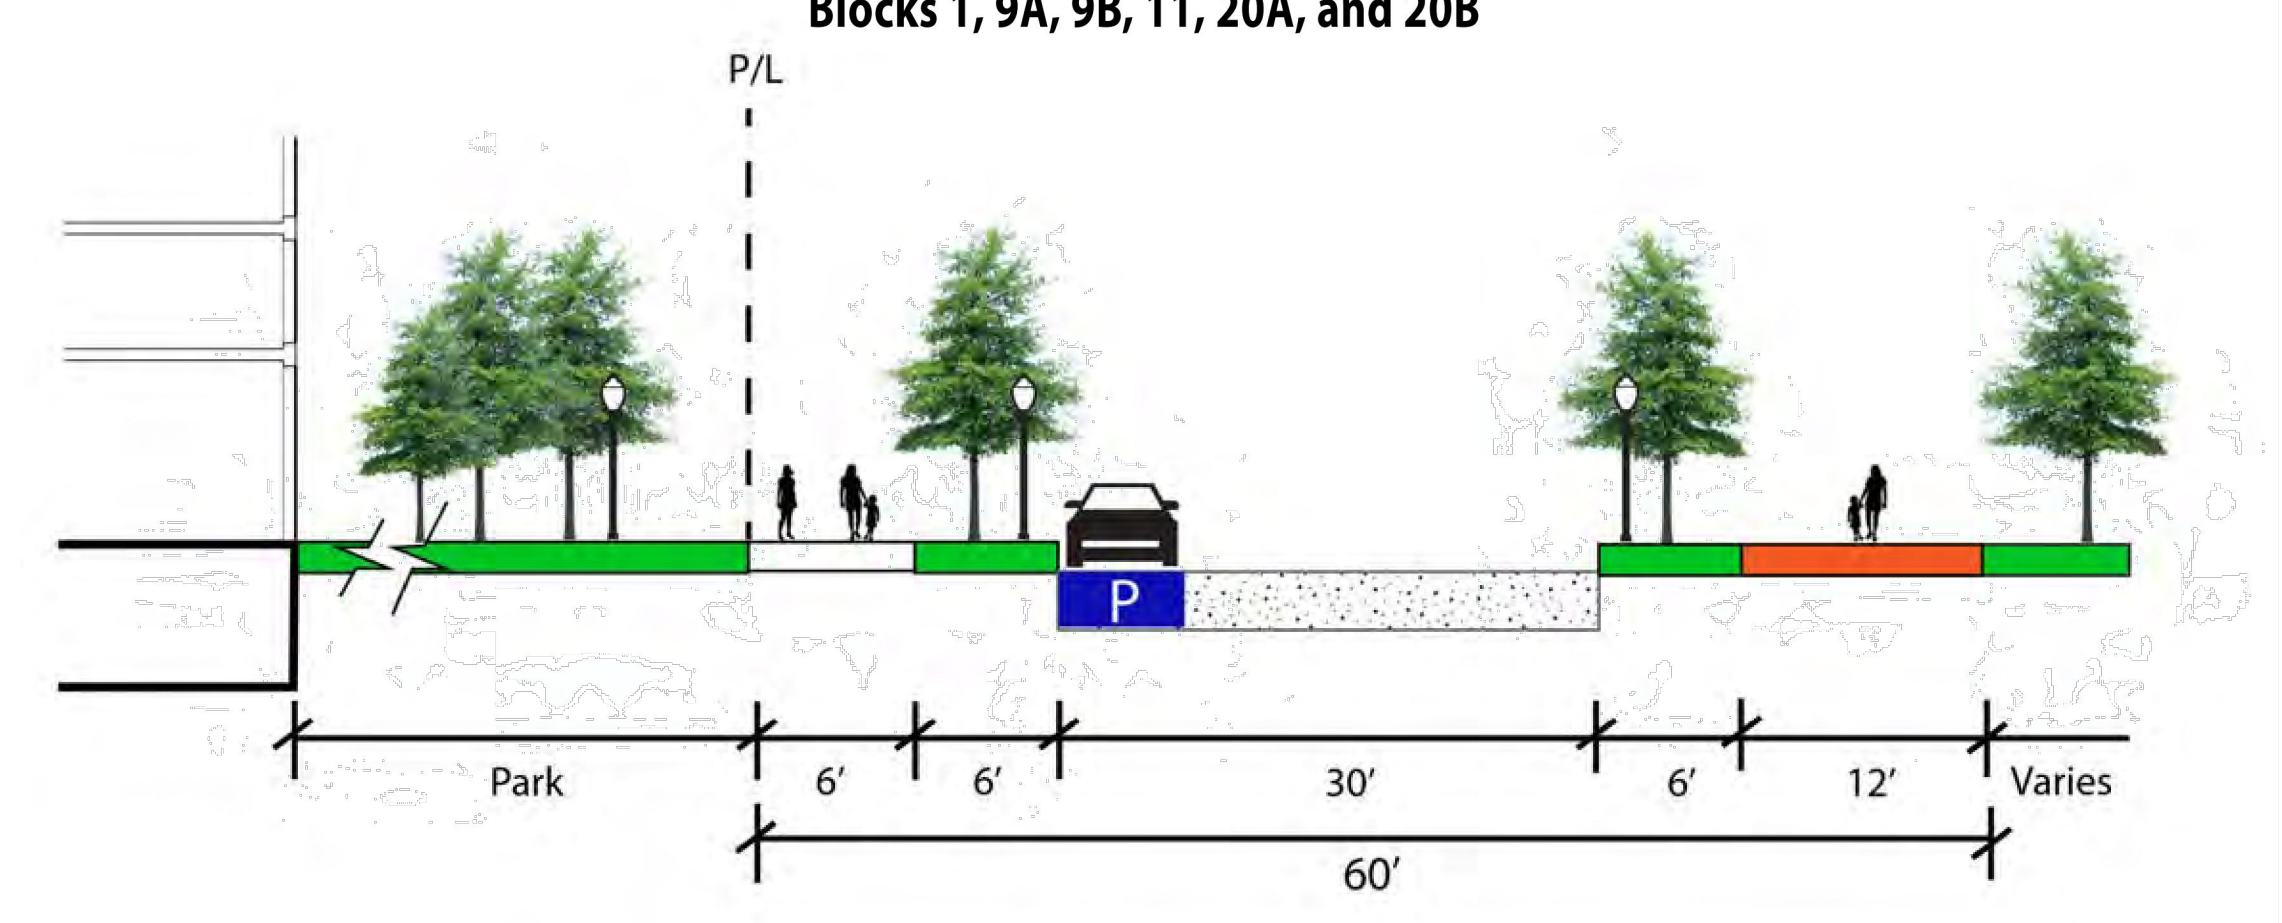 Blocks 1, 9A, 9B, 11, 20A, and 20B
P/L
P
Park
6′
6′
30′
6′
12′
Varies
60′